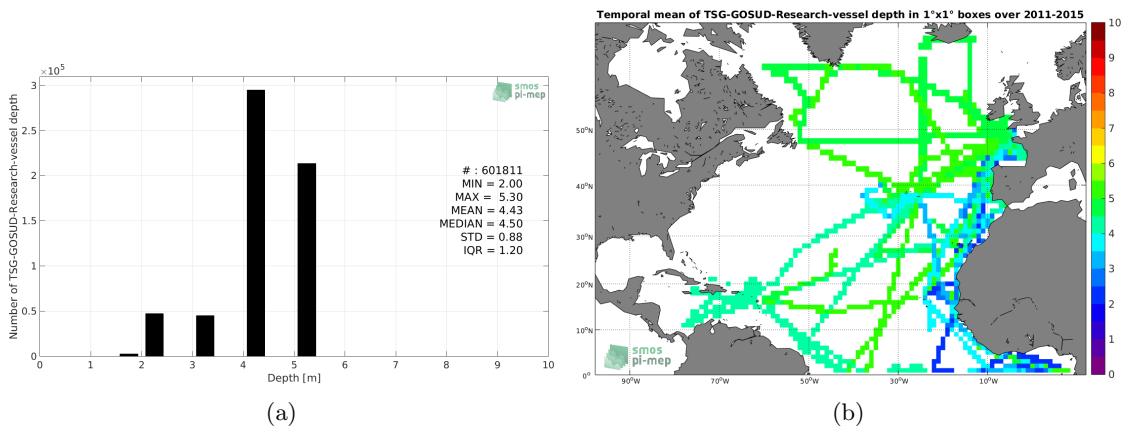 ×10⁵
3
2.5
2
1.5
1
0.5
0
0 1 2 3 4 5 6 7 8 9 10
Depth [m]
Number of TSG-GOSUD-Research-vessel depth
smos
pi-mep
# : 601811
MIN = 2.00
MAX = 5.30
MEAN = 4.43
MEDIAN = 4.50
STD = 0.88
IQR = 1.20
(a)
Temporal mean of TSG-GOSUD-Research-vessel depth in 1°x1° boxes over 2011-2015
50°N
40°N
30°N
20°N
10°N
0°
90°W 70°W 50°W 30°W 10°W
smos
pi-mep
10
9
8
7
6
5
4
3
2
1
0
(b)